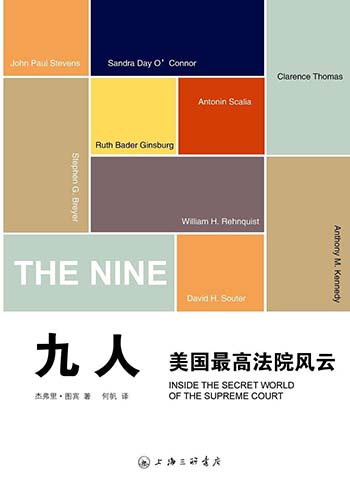 John Paul Stevens
Sandra Day O' Connor
Clarence Thomas
Antonin Scalia
Ruth Bader Ginsburg
Stephen G. Breyer
William H. Rehnquist
Anthony M. Kennedy
THE NINE
David H. Souter
九人
美国最高法院风云
INSIDE THE SECRET WORLD
OF THE SUPREME COURT
杰弗里·图宾 著 何帆 译
上海三联书店